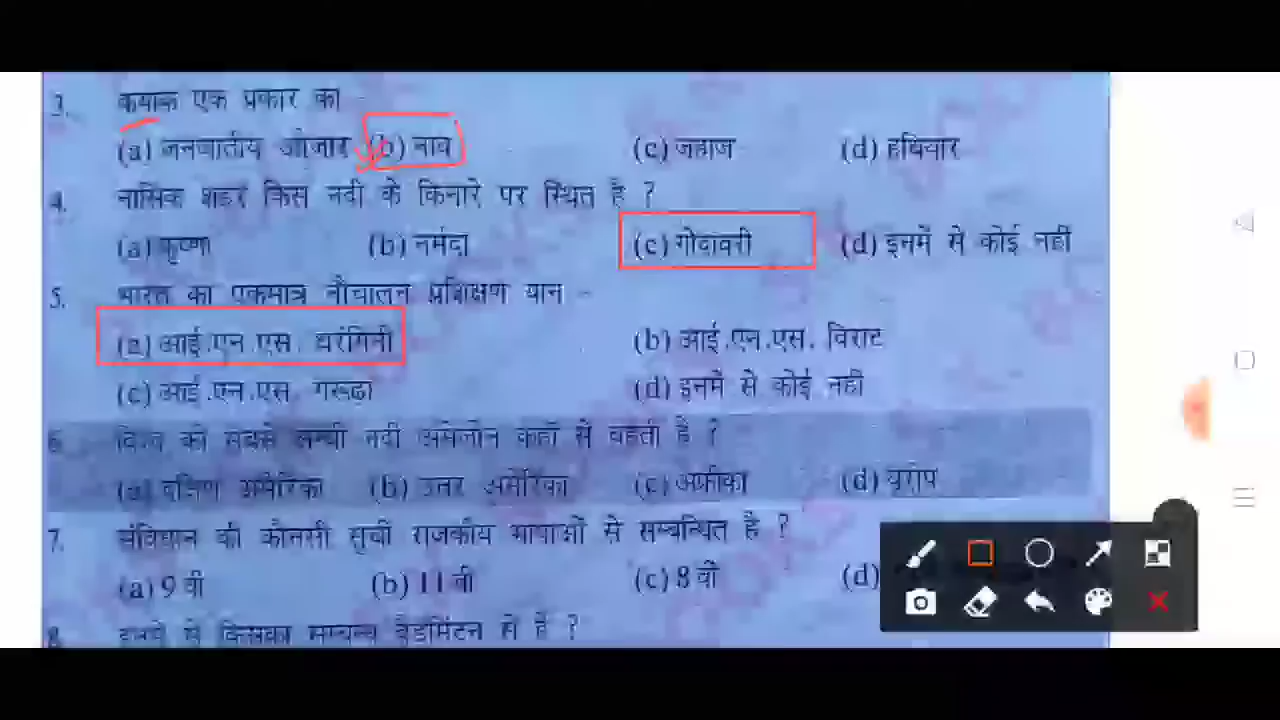 3. कयाक एक प्रकार का -
(a) जनजातीय औजार (b) नाव (c) जहाज (d) हथियार
4. नासिक शहर किस नदी के किनारे पर स्थित है ?
(a) कृष्णा (b) नर्मदा (c) गोदावरी (d) इनमें से कोई नहीं
5. भारत का एकमात्र नौचालन प्रशिक्षण यान -
(a) आई.एन.एस. धरंगिनी (b) आई.एन.एस. विराट
(c) आई.एन.एस. गरूढ़ा (d) इनमें से कोई नहीं
6. विश्व की सबसे लम्बी नदी अमेजोन कहाँ से बहती है ?
(a) दक्षिण अमेरिका (b) उत्तर अमेरिका (c) अफ्रीका (d) यूरोप
7. संविधान की कौनसी सूची राजकीय भाषाओं से सम्बन्धित है ?
(a) 9 वी (b) 11 वी (c) 8 वी (d)
8. इनमें से किसका सम्बन्ध बैडमिंटन से है ?